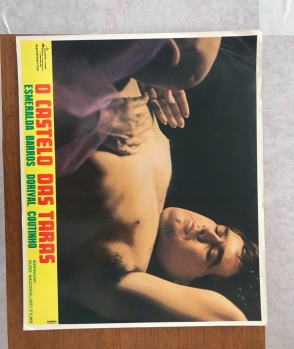 O CASTELO DAS TARAS
ESMERALDA BARROS DORIVAL COUTINHO